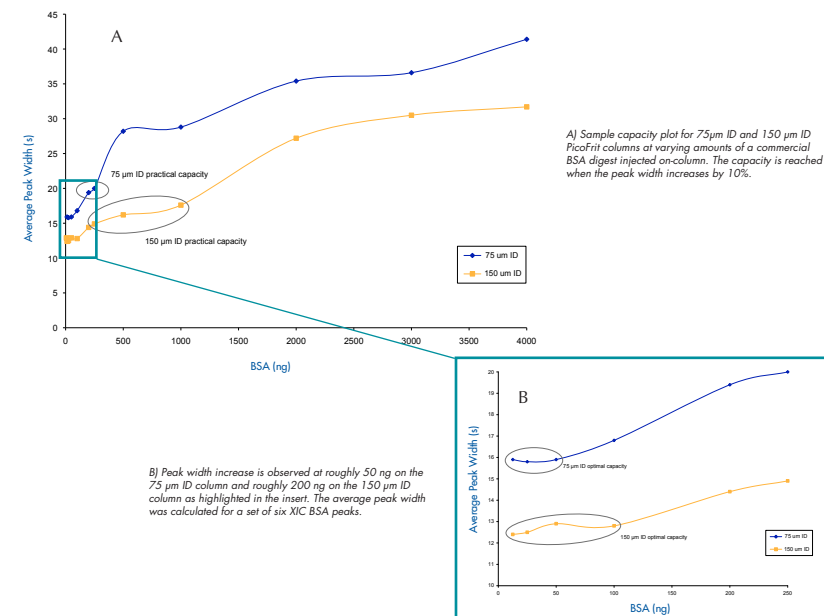 A
45
40
35
30
25
20
15
10
5
0
Average Peak Width (s)
75 µm ID practical capacity
150 µm ID practical capacity
75 um ID
150 um ID
0 500 1000 1500 2000 3000 4000
BSA (ng)
A) Sample capacity plot for 75µm ID and 150 µm ID
PicoFrit columns at varying amounts of a commercial
BSA digest injected on-column. The capacity is reached
when the peak width increases by 10%.
B) Peak width increase is observed at roughly 50 ng on the
75 µm ID column and roughly 200 ng on the 150 µm ID
column as highlighted in the insert. The average peak width
was calculated for a set of six XIC BSA peaks.
B
20
19
18
17
16
15
14
13
12
11
10
Average Peak Width (s)
75 µm ID optimal capacity
150 µm ID optimal capacity
75 um ID
150 um ID
0 50 100 150 200 250
BSA (ng)